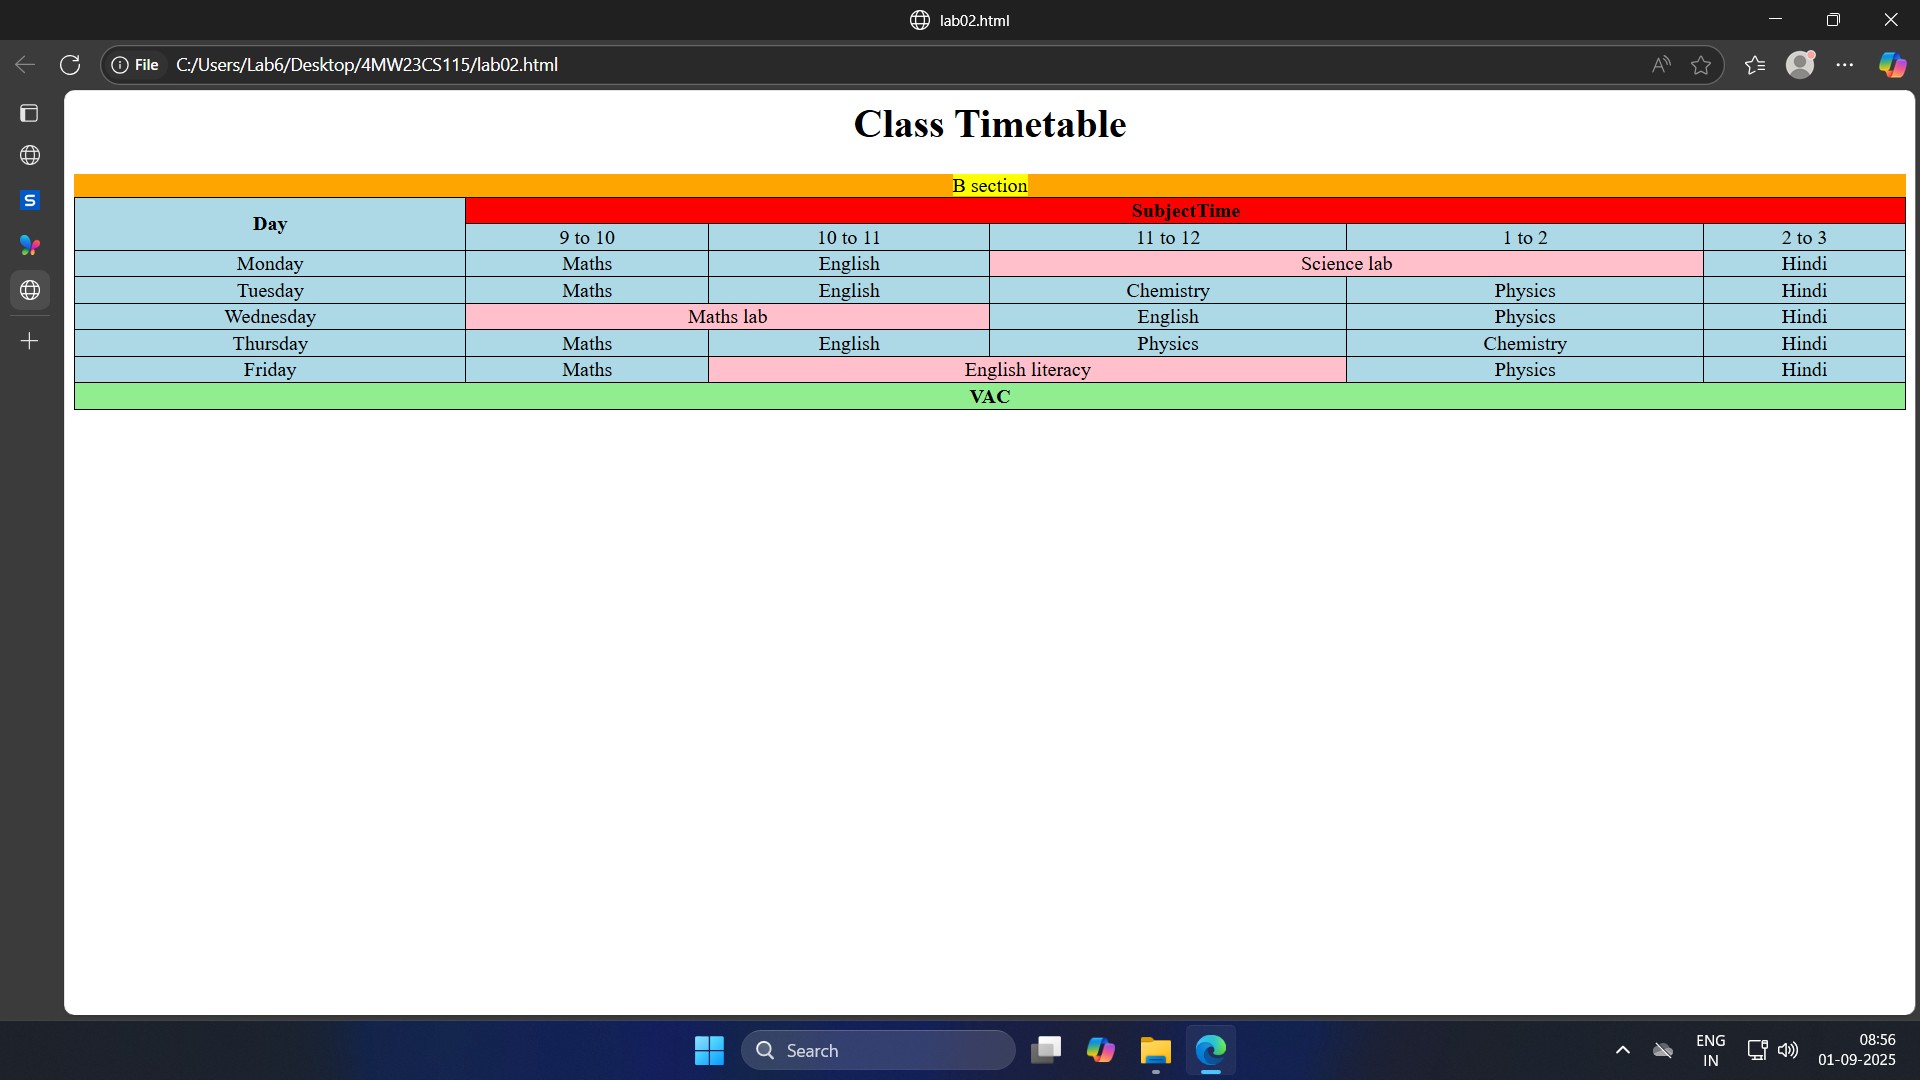 lab02.html
File C:/Users/Lab6/Desktop/4MW23CS115/lab02.html
Class Timetable
B section
Day SubjectTime
9 to 10 10 to 11 11 to 12 1 to 2 2 to 3
Monday Maths English Science lab Hindi
Tuesday Maths English Chemistry Physics Hindi
Wednesday Maths lab English Physics Hindi
Thursday Maths English Physics Chemistry Hindi
Friday Maths English literacy Physics Hindi
VAC
Search
ENG
IN
08:56
01-09-2025